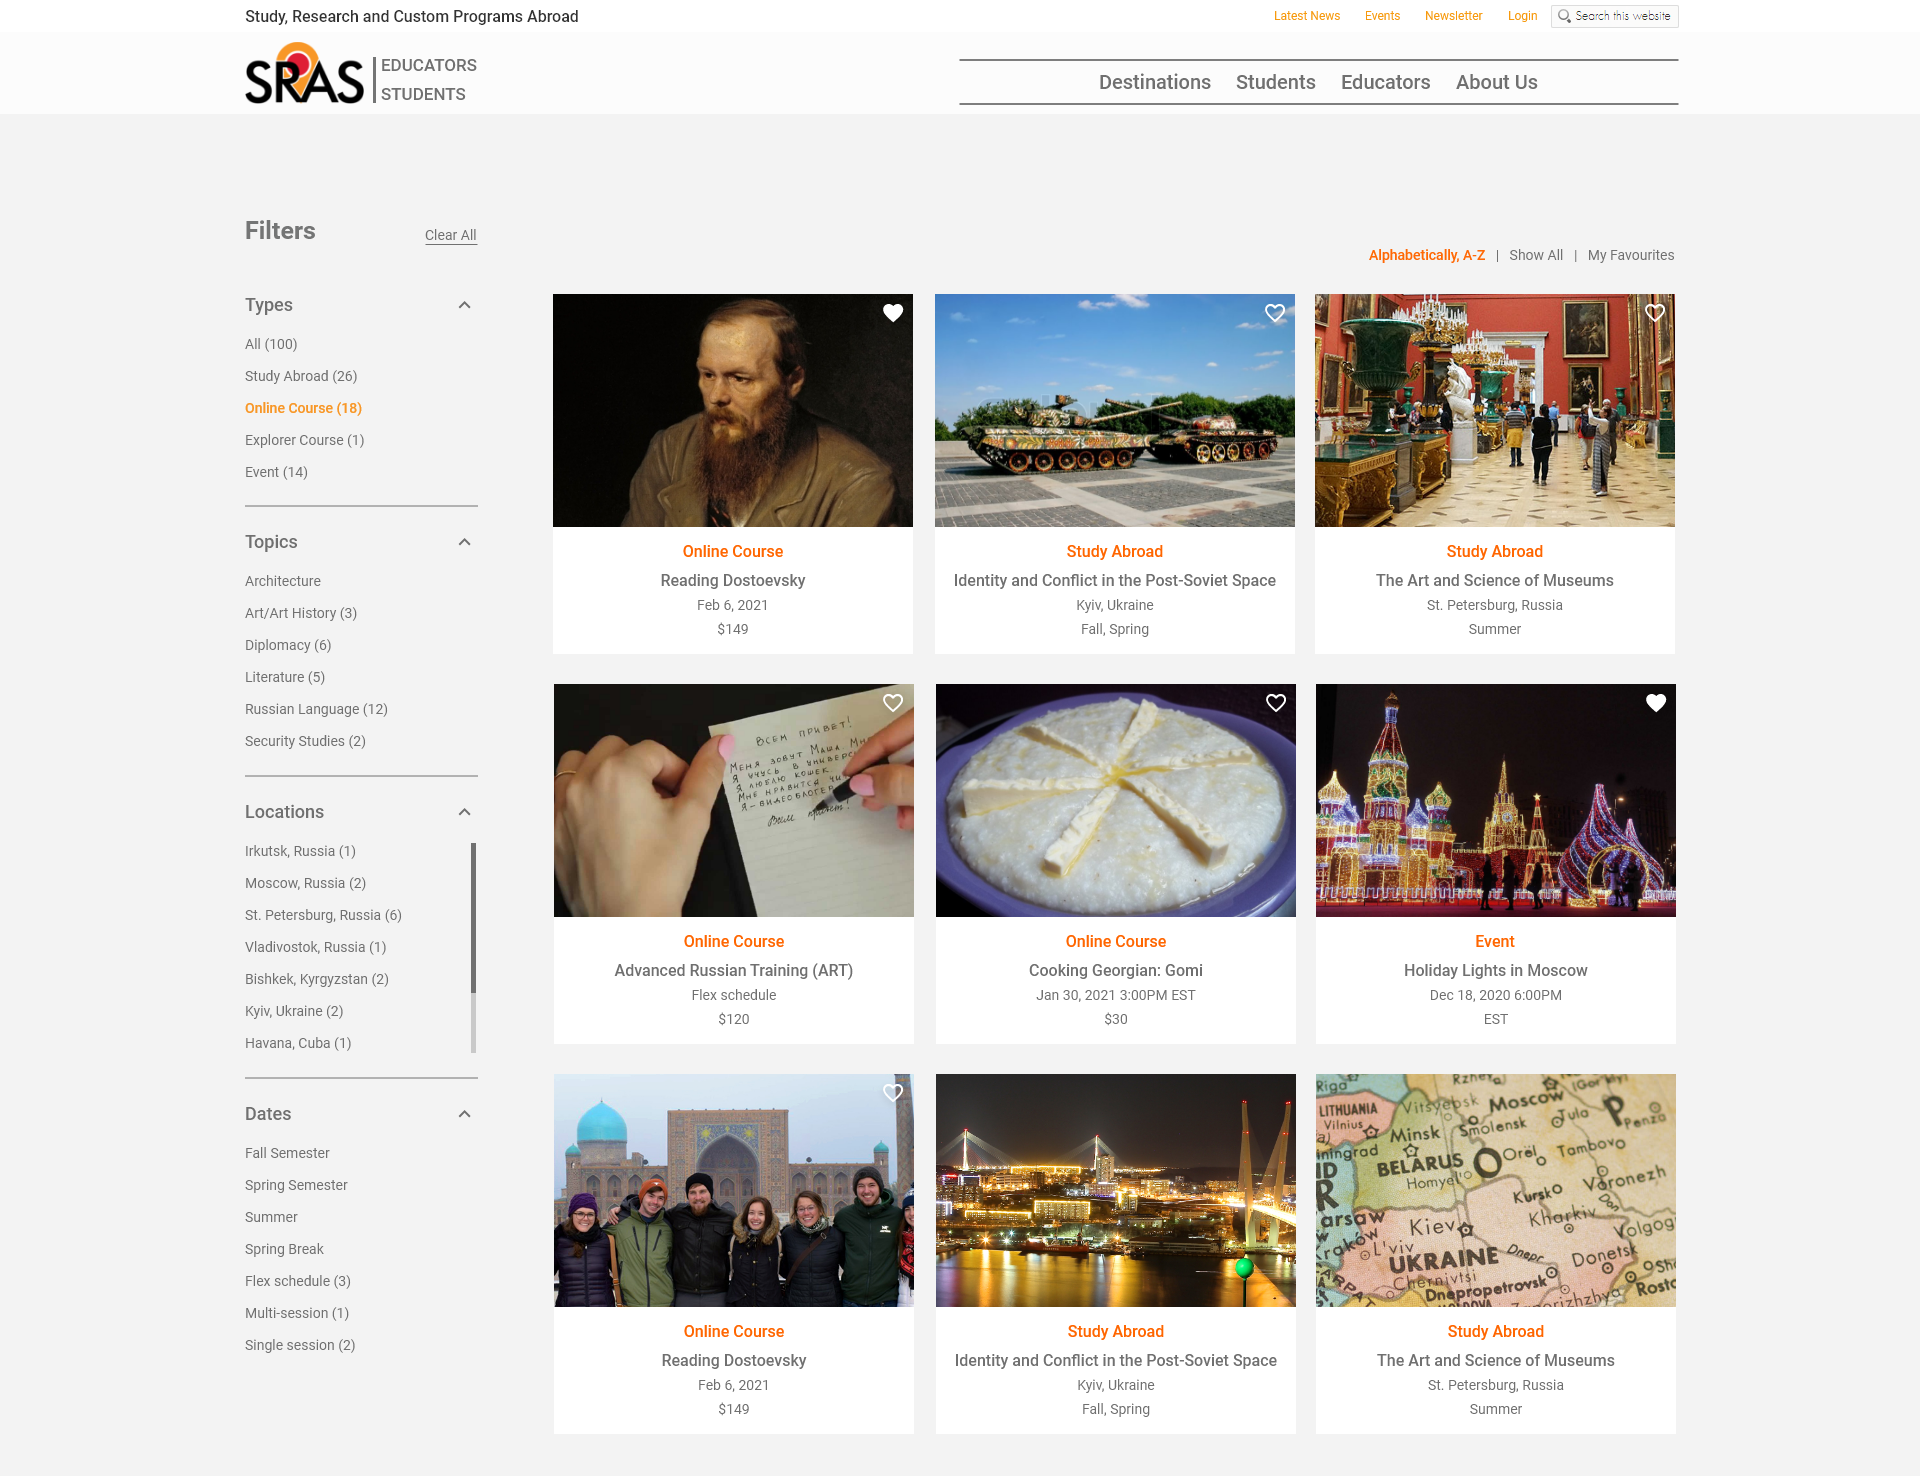 Study, Research and Custom Programs Abroad
Latest News Events Newsletter Login Search this website
SRAS
EDUCATORS
STUDENTS
Destinations Students Educators About Us
Filters
Clear All
Alphabetically, A-Z | Show All | My Favourites
Types
All (100)
Study Abroad (26)
Online Course (18)
Explorer Course (1)
Event (14)
Topics
Architecture
Art/Art History (3)
Diplomacy (6)
Literature (5)
Russian Language (12)
Security Studies (2)
Locations
Irkutsk, Russia (1)
Moscow, Russia (2)
St. Petersburg, Russia (6)
Vladivostok, Russia (1)
Bishkek, Kyrgyzstan (2)
Kyiv, Ukraine (2)
Havana, Cuba (1)
Dates
Fall Semester
Spring Semester
Summer
Spring Break
Flex schedule (3)
Multi-session (1)
Single session (2)
Online Course
Reading Dostoevsky
Feb 6, 2021
$149
Study Abroad
Identity and Conflict in the Post-Soviet Space
Kyiv, Ukraine
Fall, Spring
Study Abroad
The Art and Science of Museums
St. Petersburg, Russia
Summer
Всем привет!
Меня зовут Маша
Я учусь в
Я люблю кошек.
Мне нравится
Я - видеоблогер
Всем привет!
Online Course
Advanced Russian Training (ART)
Flex schedule
$120
Online Course
Cooking Georgian: Gomi
Jan 30, 2021 3:00PM EST
$30
Event
Holiday Lights in Moscow
Dec 18, 2020 6:00PM
EST
Online Course
Reading Dostoevsky
Feb 6, 2021
$149
Study Abroad
Identity and Conflict in the Post-Soviet Space
Kyiv, Ukraine
Fall, Spring
Riga
LITHUANIA
Vilnius
Vitsyebsk
Moscow
Tula
Penza
Minsk
Smolensk
BELARUS
Homyel
Orel
Tambov
Voronezh
Kursk
Don
Kiev
Kharkiv
L'viv
UKRAINE
Dnepr
Donetsk
Chernivtsi
Dnepropetrovsk
Study Abroad
The Art and Science of Museums
St. Petersburg, Russia
Summer